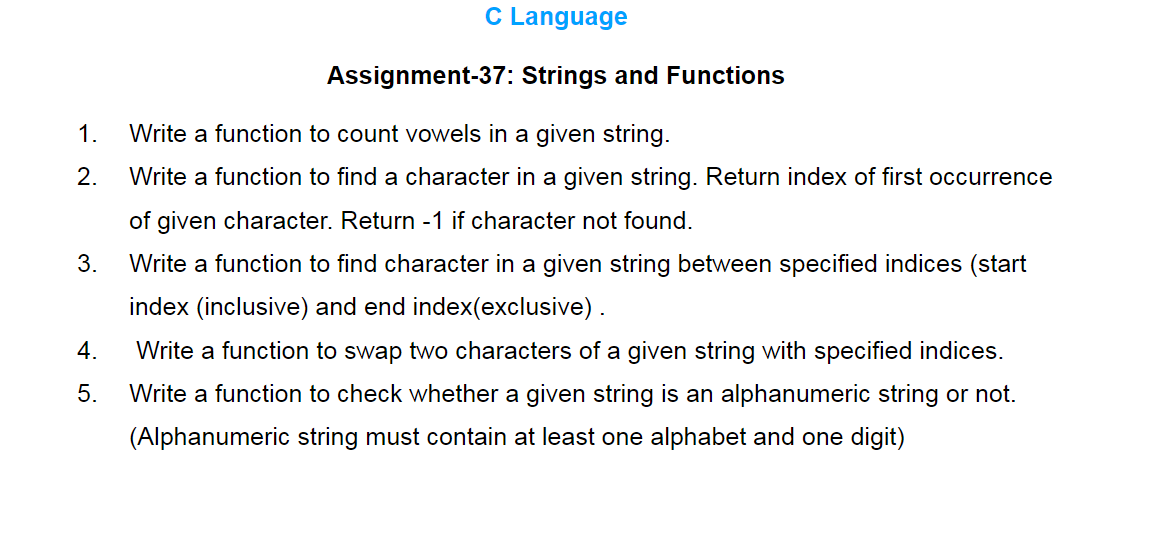 C Language
Assignment-37: Strings and Functions
1. Write a function to count vowels in a given string.
2. Write a function to find a character in a given string. Return index of first occurrence
of given character. Return -1 if character not found.
3. Write a function to find character in a given string between specified indices (start
index (inclusive) and end index(exclusive) .
4. Write a function to swap two characters of a given string with specified indices.
5. Write a function to check whether a given string is an alphanumeric string or not.
(Alphanumeric string must contain at least one alphabet and one digit)